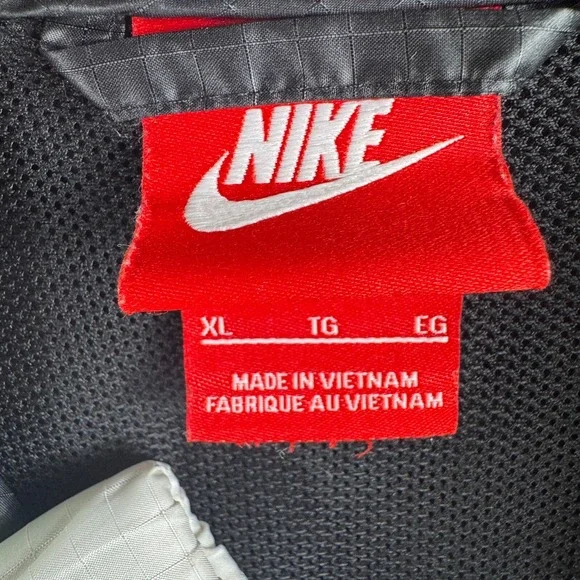 NIKE
XL TG EG
MADE IN VIETNAM
FABRIQUE AU VIETNAM